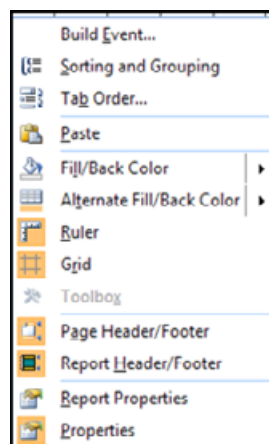 Build Event...
Sorting and Grouping
Tab Order...
Paste
Fill/Back Color
Alternate Fill/Back Color
Ruler
Grid
Toolbox
Page Header/Footer
Report Header/Footer
Report Properties
Properties